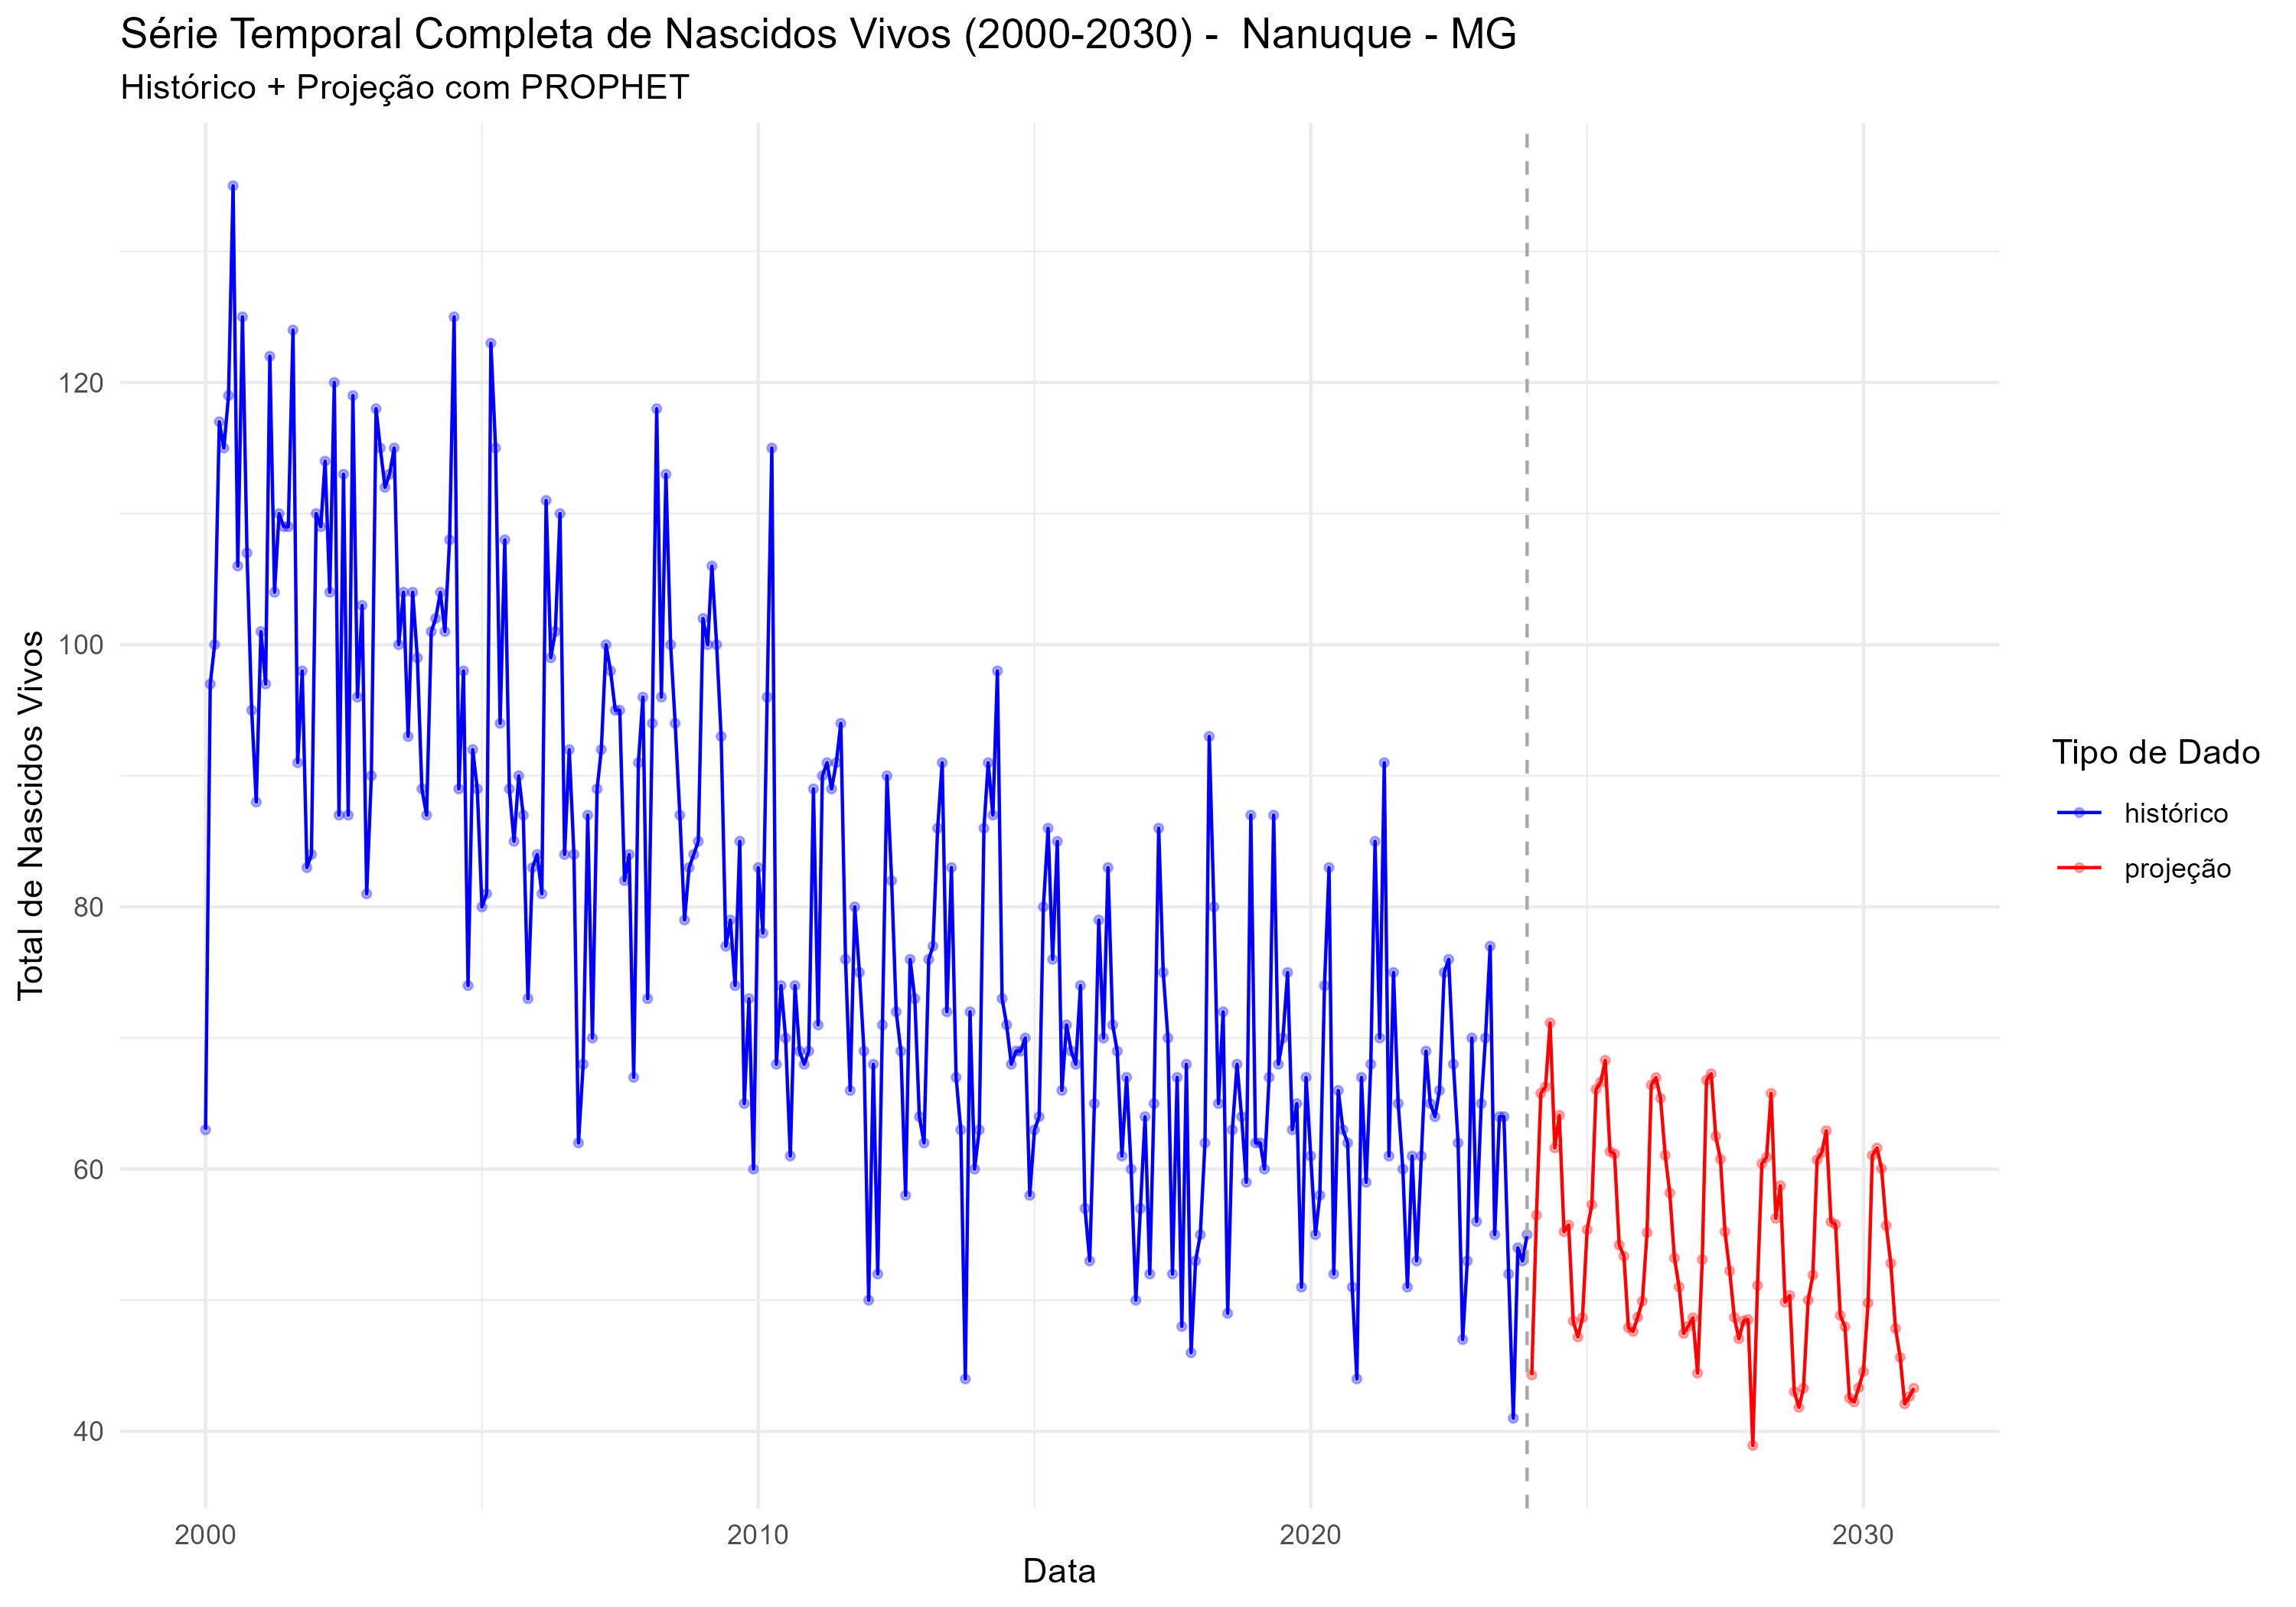 Série Temporal Completa de Nascidos Vivos (2000-2030) -  Nanuque - MG
Histórico + Projeção com PROPHET
Total de Nascidos Vivos
120
100
80
60
40
2000
2010
2020
2030
Data
Tipo de Dado
histórico
projeção